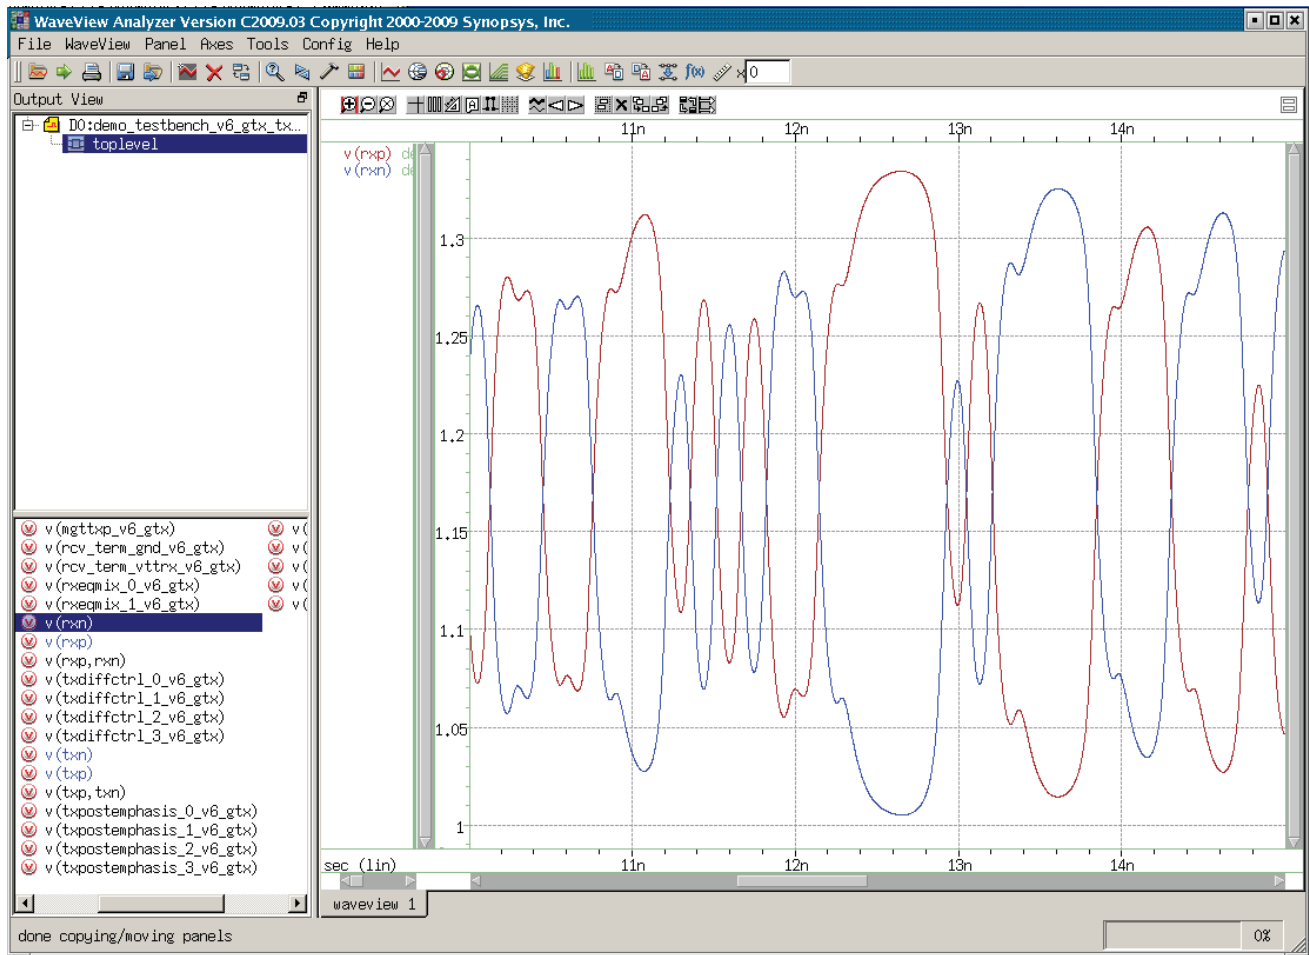 WaveView Analyzer Version C2009.03 Copyright 2000-2009 Synopsys, Inc.
File WaveView Panel Axes Tools Config Help
f(x) x 0
Output View
D0:demo_testbench_v6_gtx_tx...
toplevel
v(mgttxp_v6_gtx) v(
v(rcv_term_gnd_v6_gtx) v(
v(rcv_term_vttrx_v6_gtx) v(
v(rxeqmix_0_v6_gtx) v(
v(rxeqmix_1_v6_gtx) v(
v(rxn)
v(rxp)
v(rxp,rxn)
v(txdiffctrl_0_v6_gtx)
v(txdiffctrl_1_v6_gtx)
v(txdiffctrl_2_v6_gtx)
v(txdiffctrl_3_v6_gtx)
v(txn)
v(txp)
v(txp,txn)
v(txpostemphasis_0_v6_gtx)
v(txpostemphasis_1_v6_gtx)
v(txpostemphasis_2_v6_gtx)
v(txpostemphasis_3_v6_gtx)
11n 12n 13n 14n
v(rxp) de
v(rxn) de
1.3
1.25
1.2
1.15
1.1
1.05
1
sec (lin) 11n 12n 13n 14n
waveview 1
done copying/moving panels 0%